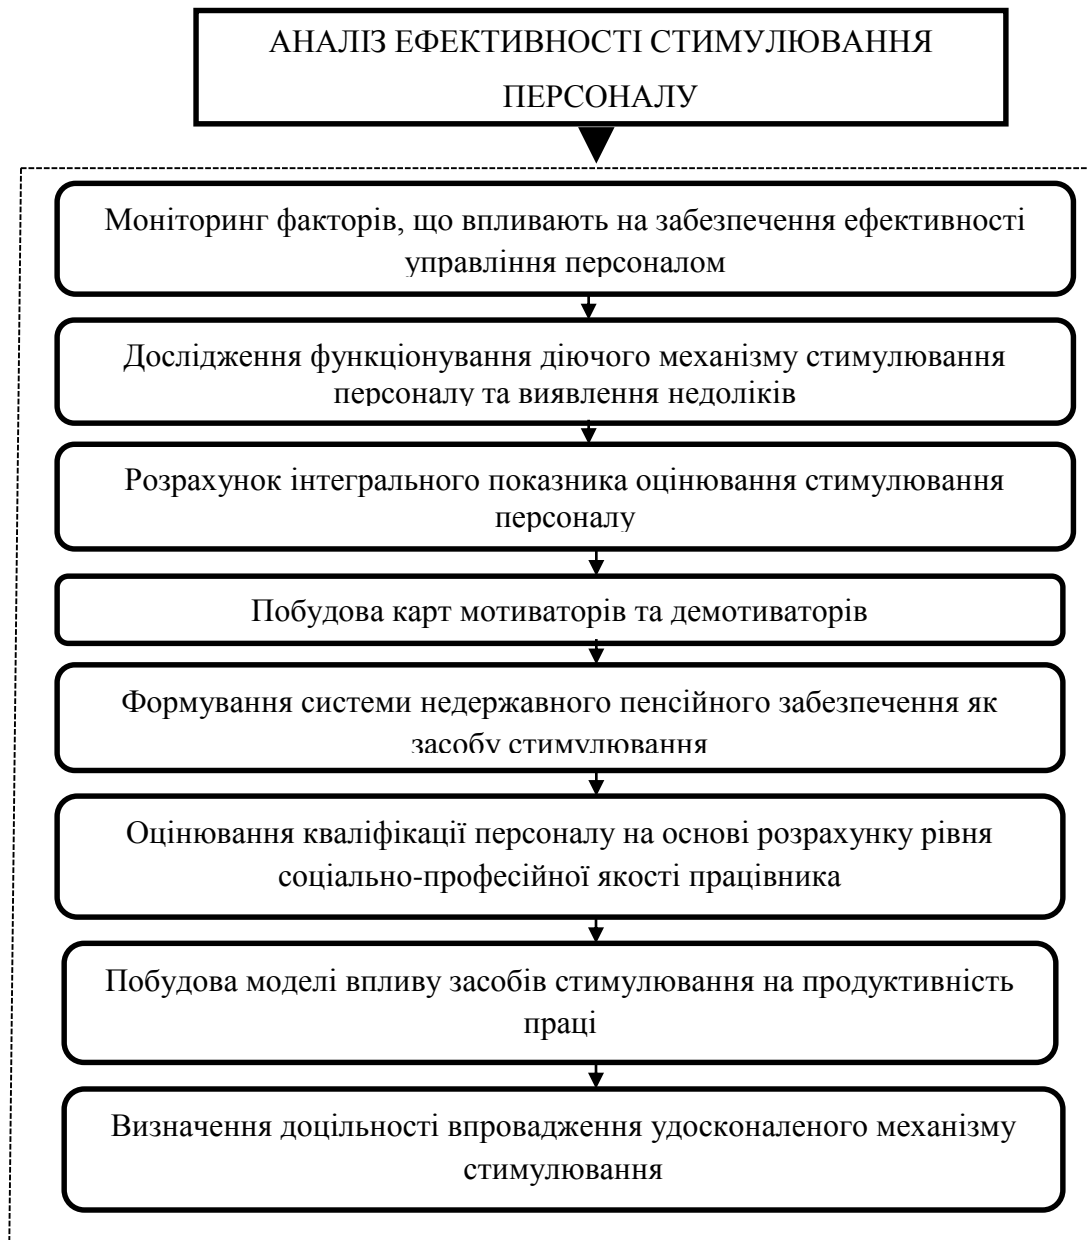 АНАЛІЗ ЕФЕКТИВНОСТІ СТИМУЛЮВАННЯ
ПЕРСОНАЛУ
Моніторинг факторів, що впливають на забезпечення ефективності
управління персоналом
Дослідження функціонування діючого механізму стимулювання
персоналу та виявлення недоліків
Розрахунок інтегрального показника оцінювання стимулювання
персоналу
Побудова карт мотиваторів та демотиваторів
Формування системи недержавного пенсійного забезпечення як
засобу стимулювання
Оцінювання кваліфікації персоналу на основі розрахунку рівня
соціально-професійної якості працівника
Побудова моделі впливу засобів стимулювання на продуктивність
праці
Визначення доцільності впровадження удосконаленого механізму
стимулювання